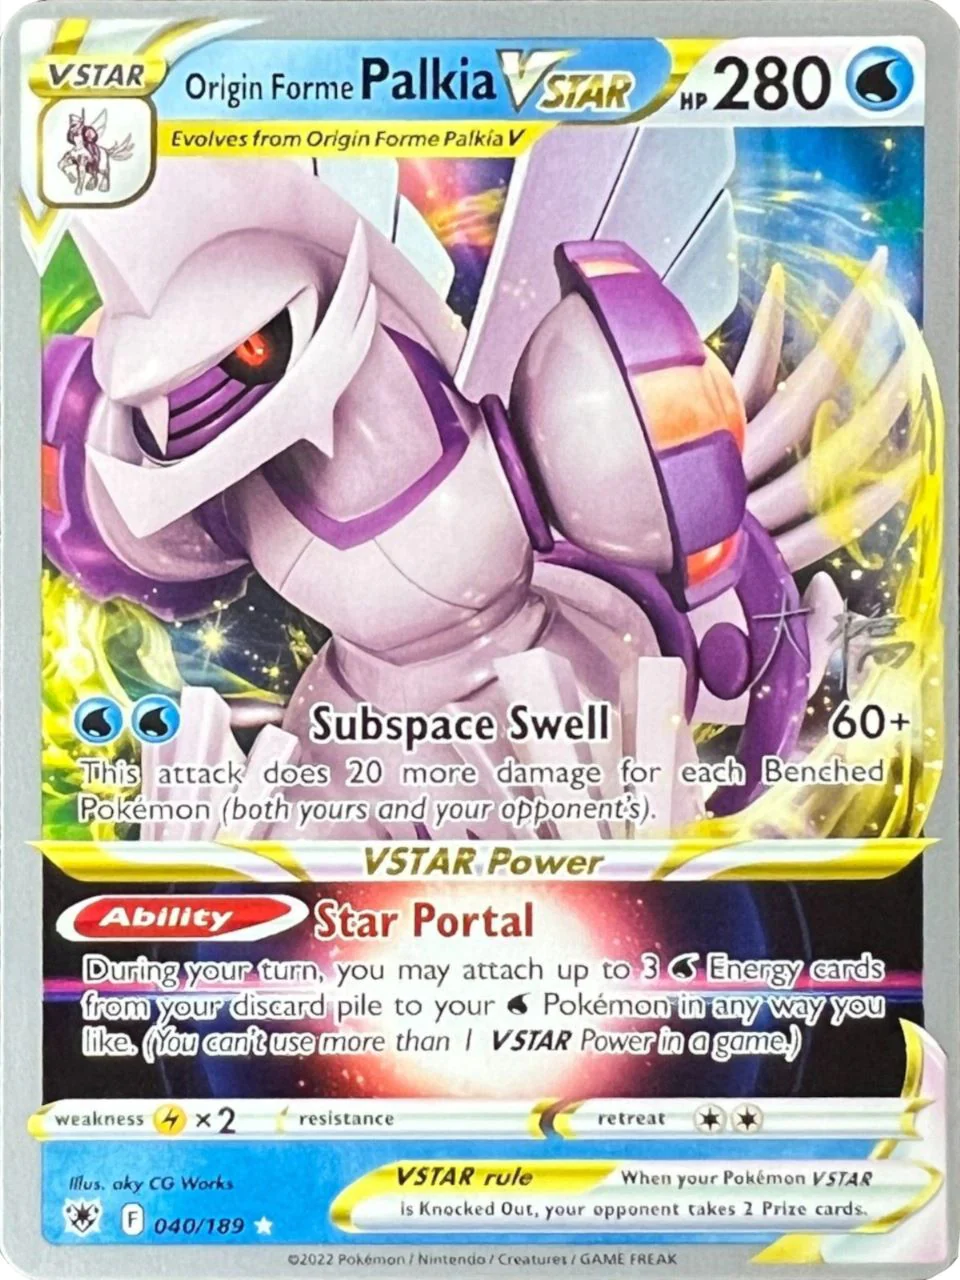 VSTAR
Origin Forme Palkia VSTAR HP 280
Evolves from Origin Forme Palkia V
Subspace Swell 60+
This attack does 20 more damage for each Benched
Pokémon (both yours and your opponent's).
VSTAR Power
Ability Star Portal
During your turn, you may attach up to 3 Energy cards
from your discard pile to your Pokémon in any way you
like. (You can't use more than 1 VSTAR Power in a game.)
weakness ×2 resistance retreat
Illus. aky CG Works
VSTAR rule When your Pokémon VSTAR
is Knocked Out, your opponent takes 2 Prize cards.
F 040/189
©2022 Pokémon / Nintendo / Creatures / GAME FREAK